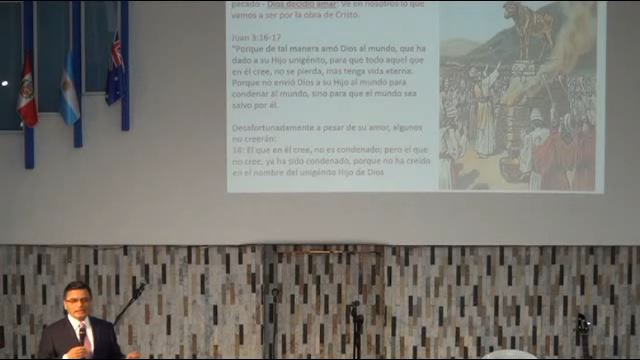 pecado - Dios decidió amar: Ve en nosotros lo que
vamos a ser por la obra de Cristo.
Juan 3:16-17
"Porque de tal manera amó Dios al mundo, que ha
dado a su Hijo unigénito, para que todo aquel que
en él cree, no se pierda, mas tenga vida eterna.
Porque no envió Dios a su Hijo al mundo para
condenar al mundo, sino para que el mundo sea
salvo por él.
Desafortunadamente a pesar de su amor, algunos
no creerán:
18: El que en él cree, no es condenado; pero el que
no cree, ya ha sido condenado, porque no ha creído
en el nombre del unigénito Hijo de Dios